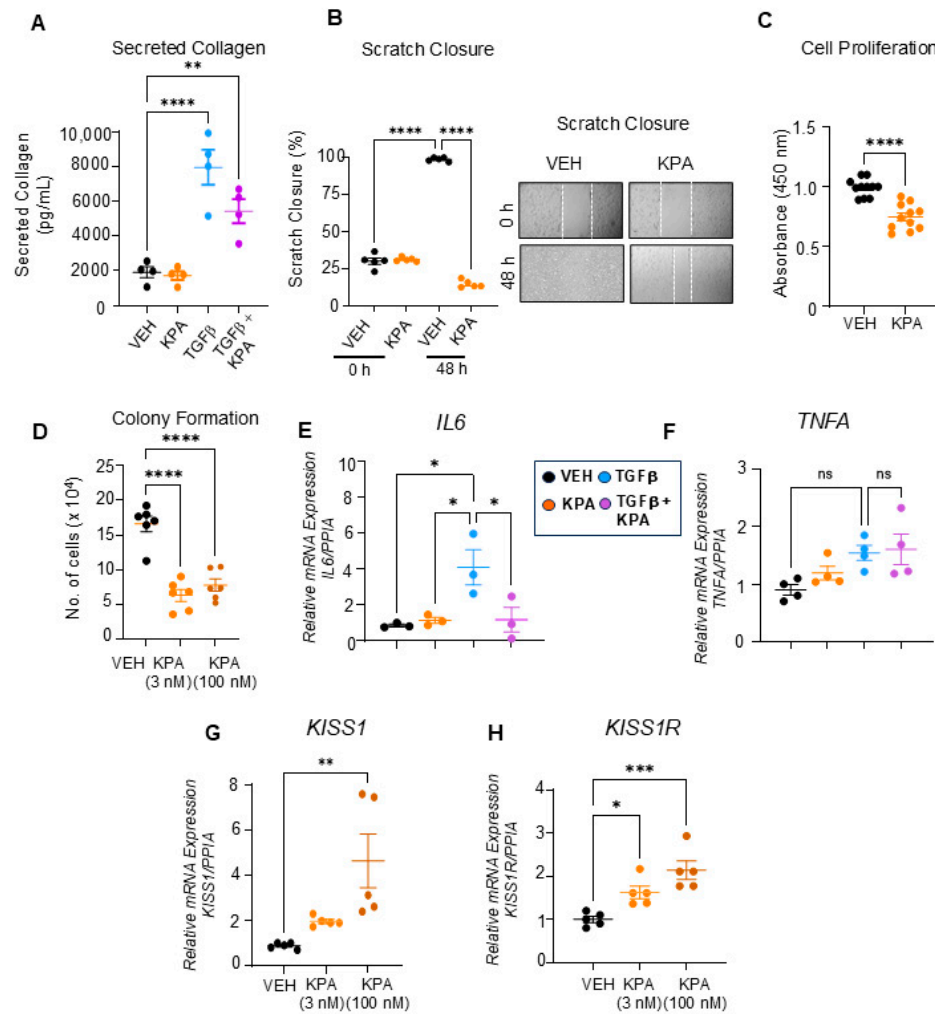 A
Secreted Collagen
**
****
Secreted Collagen
(pg/mL)
10,000
8000
6000
4000
2000
0
VEH
KPA
TGFβ
TGFβ+
KPA
B
Scratch Closure
****
****
Scratch Closure (%)
100
50
0
VEH
KPA
VEH
KPA
0 h
48 h
Scratch Closure
VEH
KPA
0 h
48 h
C
Cell Proliferation
****
Absorbance (450 nm)
1.5
1.0
0.5
0.0
VEH
KPA
D
Colony Formation
****
****
No. of cells (x 10⁴)
25
20
15
10
5
0
VEH
KPA
(3 nM)
KPA
(100 nM)
E
IL6
*
*
*
Relative mRNA Expression
IL6/PPIA
10
8
6
4
2
0
VEH
TGFβ
KPA
TGFβ+
KPA
F
TNFA
ns
ns
Relative mRNA Expression
TNFA/PPIA
3
2
1
0
G
KISS1
**
Relative mRNA Expression
KISS1/PPIA
8
6
4
2
0
VEH
KPA
(3 nM)
KPA
(100 nM)
H
KISS1R
***
*
Relative mRNA Expression
KISS1R/PPIA
4
3
2
1
0
VEH
KPA
(3 nM)
KPA
(100 nM)